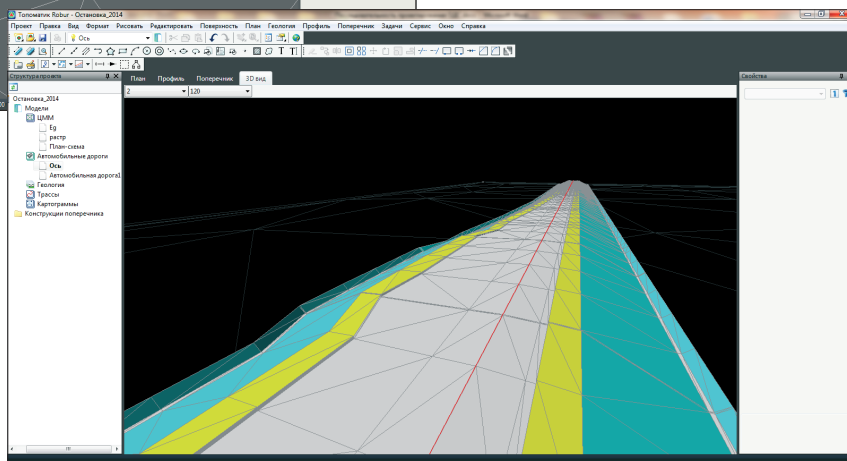 Топоматик Robur - Остановка_2014
Проект Правка Вид Формат Рисовать Редактировать Поверхность План Геология Профиль Поперечник Задачи Сервис Окно Справка
Ось
Структура проекта
План Профиль Поперечник 3D вид
Свойства
2 120
Остановка_2014
Модели
ЦММ
Eg
растр
План-схема
Автомобильные дороги
Ось
Автомобильная дорога1
Геология
Трассы
Картограммы
Конструкции поперечника